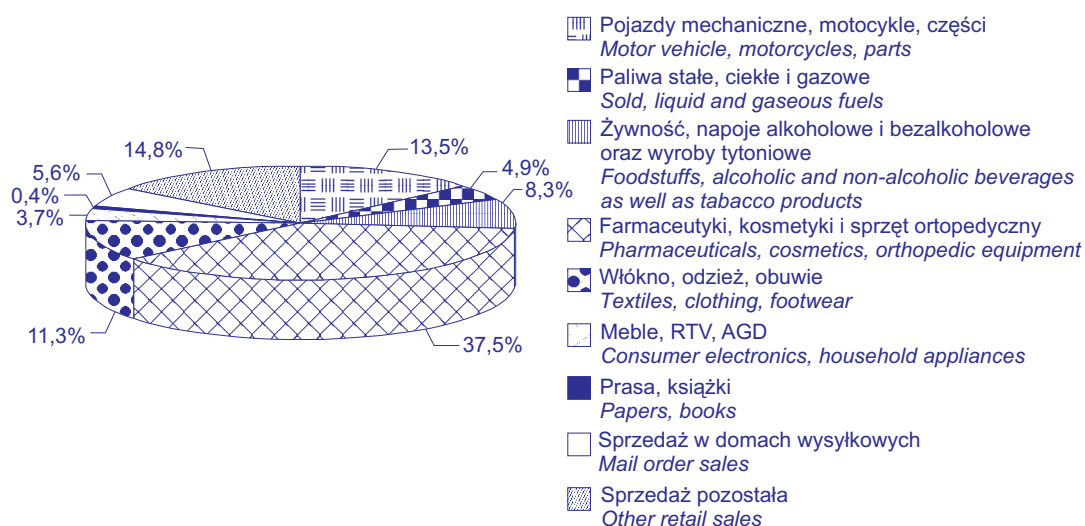 14,8%
13,5%
5,6%
4,9%
0,4%
8,3%
3,7%
11,3%
37,5%
Pojazdy mechaniczne, motocykle, części
Motor vehicle, motorcycles, parts
Paliwa stałe, ciekłe i gazowe
Sold, liquid and gaseous fuels
Żywność, napoje alkoholowe i bezalkoholowe
oraz wyroby tytoniowe
Foodstuffs, alcoholic and non-alcoholic beverages
as well as tabacco products
Farmaceutyki, kosmetyki i sprzęt ortopedyczny
Pharmaceuticals, cosmetics, orthopedic equipment
Włókno, odzież, obuwie
Textiles, clothing, footwear
Meble, RTV, AGD
Consumer electronics, household appliances
Prasa, książki
Papers, books
Sprzedaż w domach wysyłkowych
Mail order sales
Sprzedaż pozostała
Other retail sales